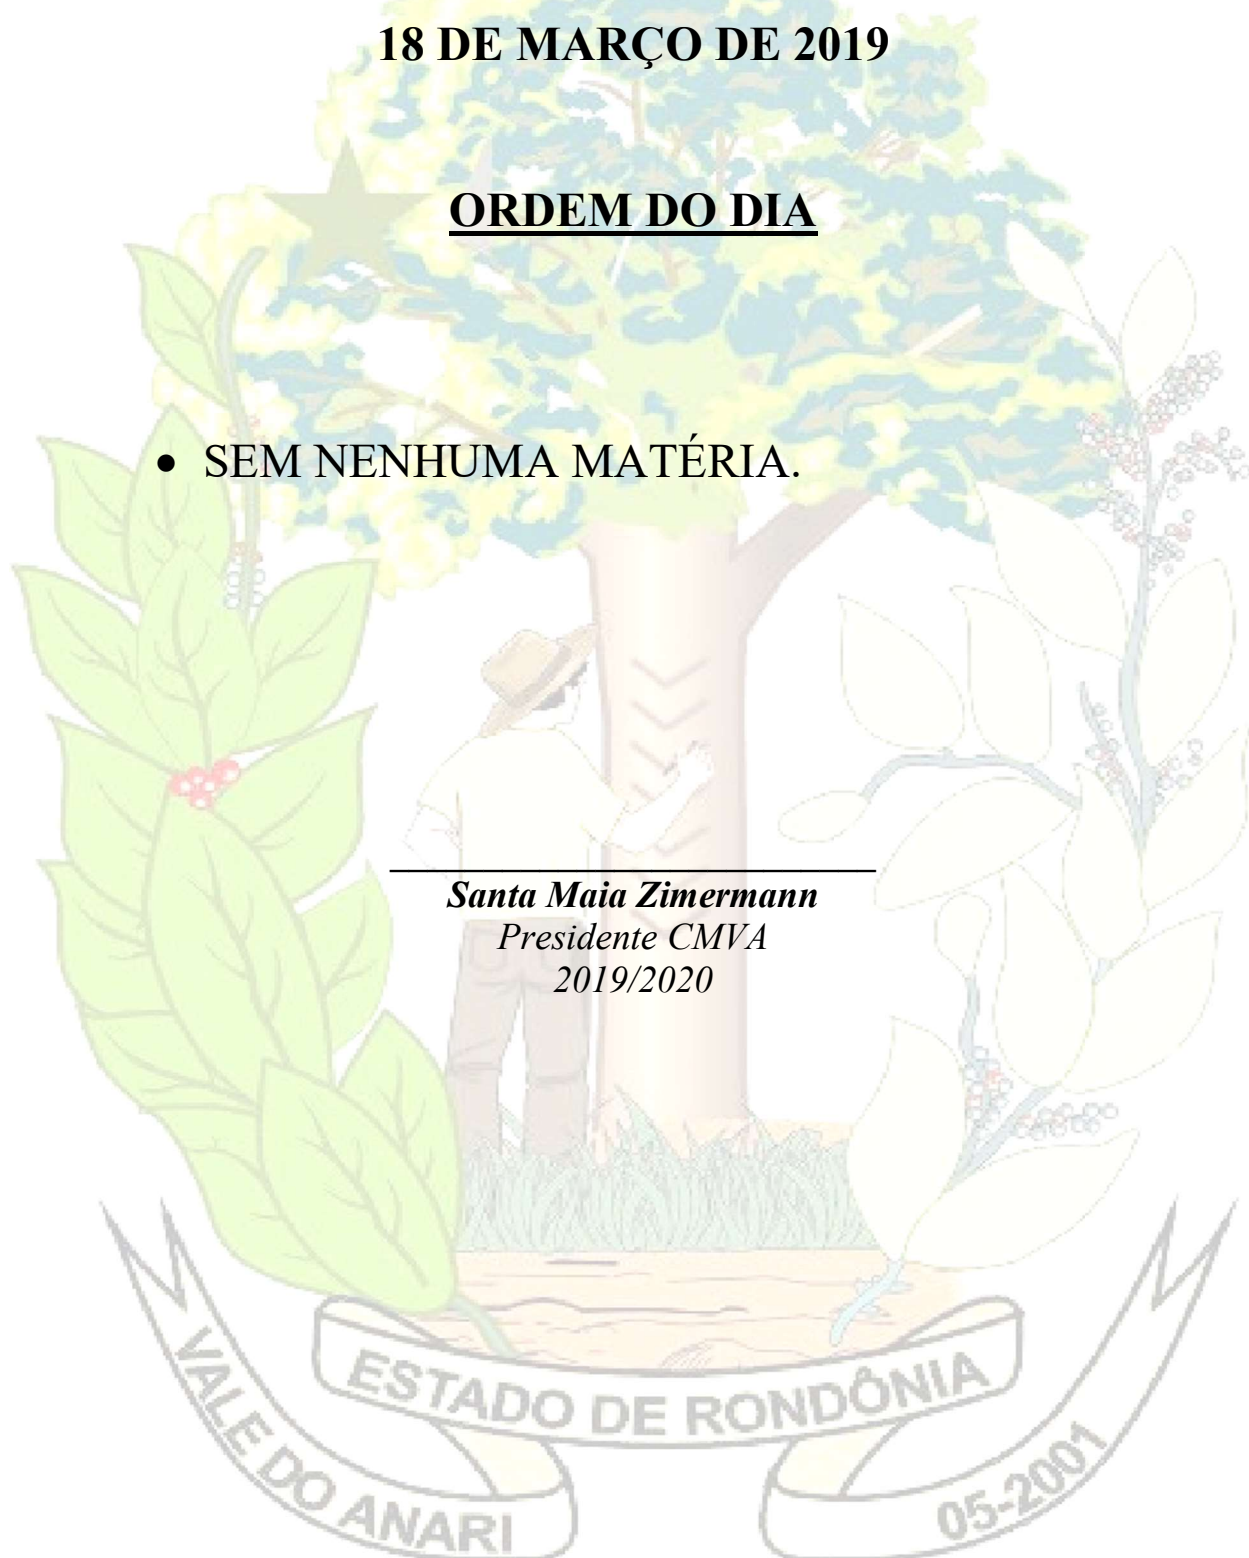 18 DE MARÇO DE 2019
ORDEM DO DIA
• SEM NENHUMA MATÉRIA.
Santa Maia Zimermann
Presidente CMVA
2019/2020
ESTADO DE RONDÔNIA
VALE DO ANARI
05-2001